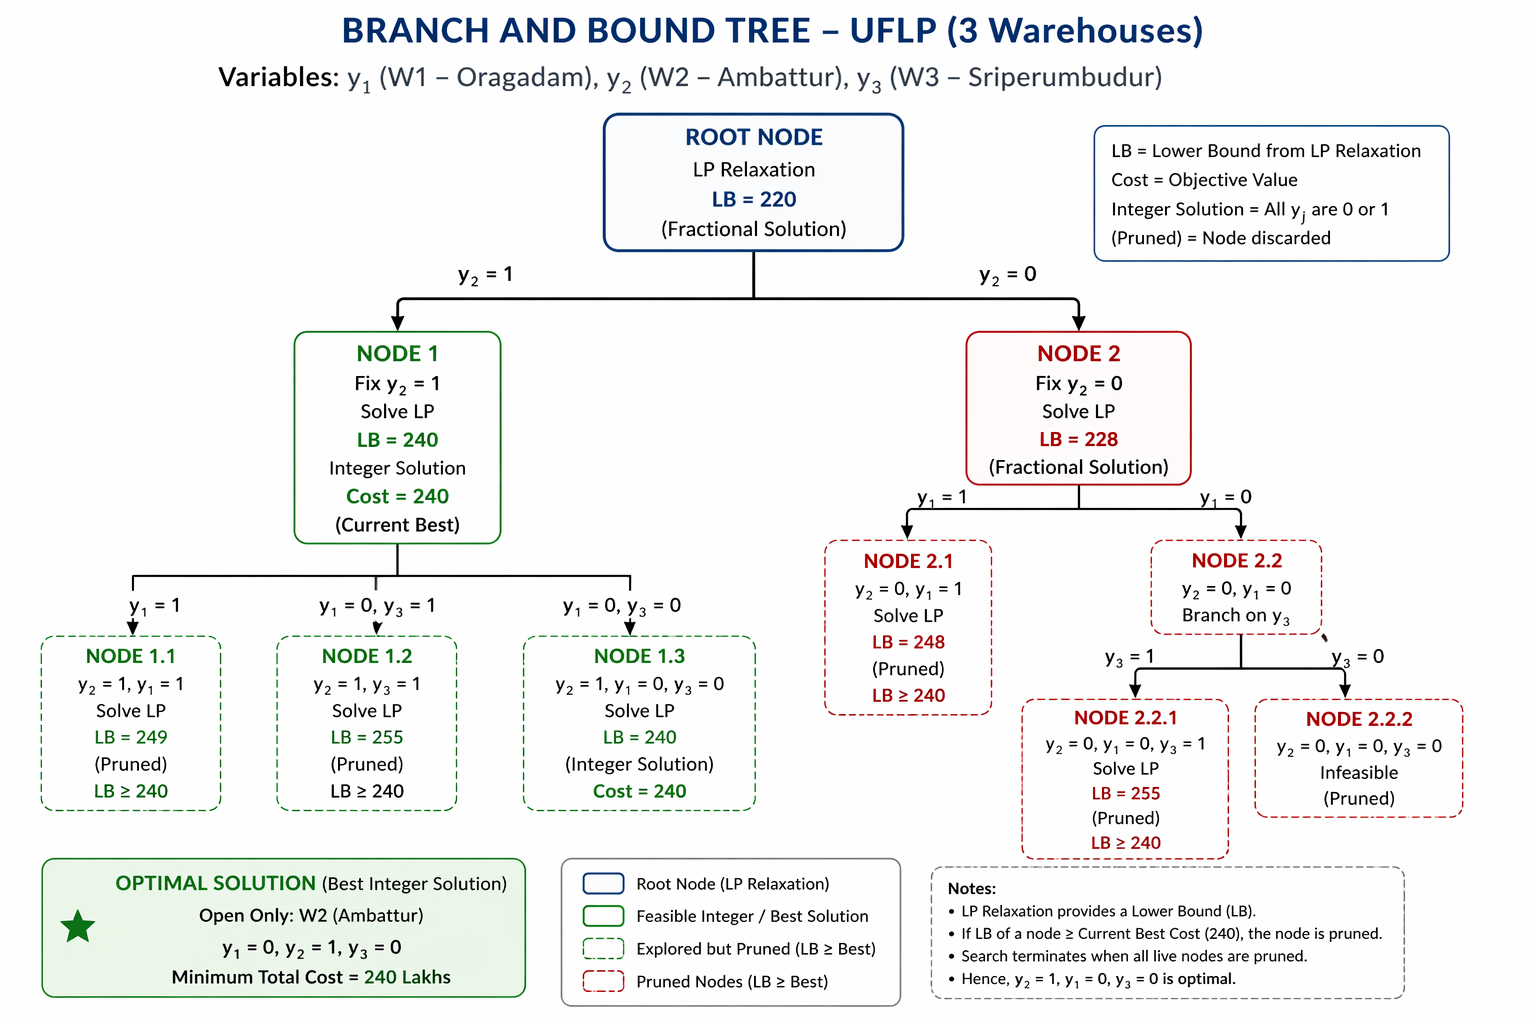 BRANCH AND BOUND TREE – UFLP (3 Warehouses)
Variables: y₁ (W1 – Oragadam), y₂ (W2 – Ambattur), y₃ (W3 – Sriperumbudur)
ROOT NODE
LP Relaxation
LB = 220
(Fractional Solution)
LB = Lower Bound from LP Relaxation
Cost = Objective Value
Integer Solution = All yⱼ are 0 or 1
(Pruned) = Node discarded
y₂ = 1
y₂ = 0
NODE 1
Fix y₂ = 1
Solve LP
LB = 240
Integer Solution
Cost = 240
(Current Best)
NODE 2
Fix y₂ = 0
Solve LP
LB = 228
(Fractional Solution)
y₁ = 1
y₁ = 0
NODE 2.1
y₂ = 0, y₁ = 1
Solve LP
LB = 248
(Pruned)
LB ≥ 240
NODE 2.2
y₂ = 0, y₁ = 0
Branch on y₃
y₁ = 1
y₁ = 0, y₃ = 1
y₁ = 0, y₃ = 0
NODE 1.1
y₂ = 1, y₁ = 1
Solve LP
LB = 249
(Pruned)
LB ≥ 240
NODE 1.2
y₂ = 1, y₃ = 1
Solve LP
LB = 255
(Pruned)
LB ≥ 240
NODE 1.3
y₂ = 1, y₁ = 0, y₃ = 0
Solve LP
LB = 240
(Integer Solution)
Cost = 240
y₃ = 1
y₃ = 0
NODE 2.2.1
y₂ = 0, y₁ = 0, y₃ = 1
Solve LP
LB = 255
(Pruned)
LB ≥ 240
NODE 2.2.2
y₂ = 0, y₁ = 0, y₃ = 0
Infeasible
(Pruned)
OPTIMAL SOLUTION (Best Integer Solution)
Open Only: W2 (Ambattur)
y₁ = 0, y₂ = 1, y₃ = 0
Minimum Total Cost = 240 Lakhs
Root Node (LP Relaxation)
Feasible Integer / Best Solution
Explored but Pruned (LB ≥ Best)
Pruned Nodes (LB ≥ Best)
Notes:
• LP Relaxation provides a Lower Bound (LB).
• If LB of a node ≥ Current Best Cost (240), the node is pruned.
• Search terminates when all live nodes are pruned.
• Hence, y₂ = 1, y₁ = 0, y₃ = 0 is optimal.